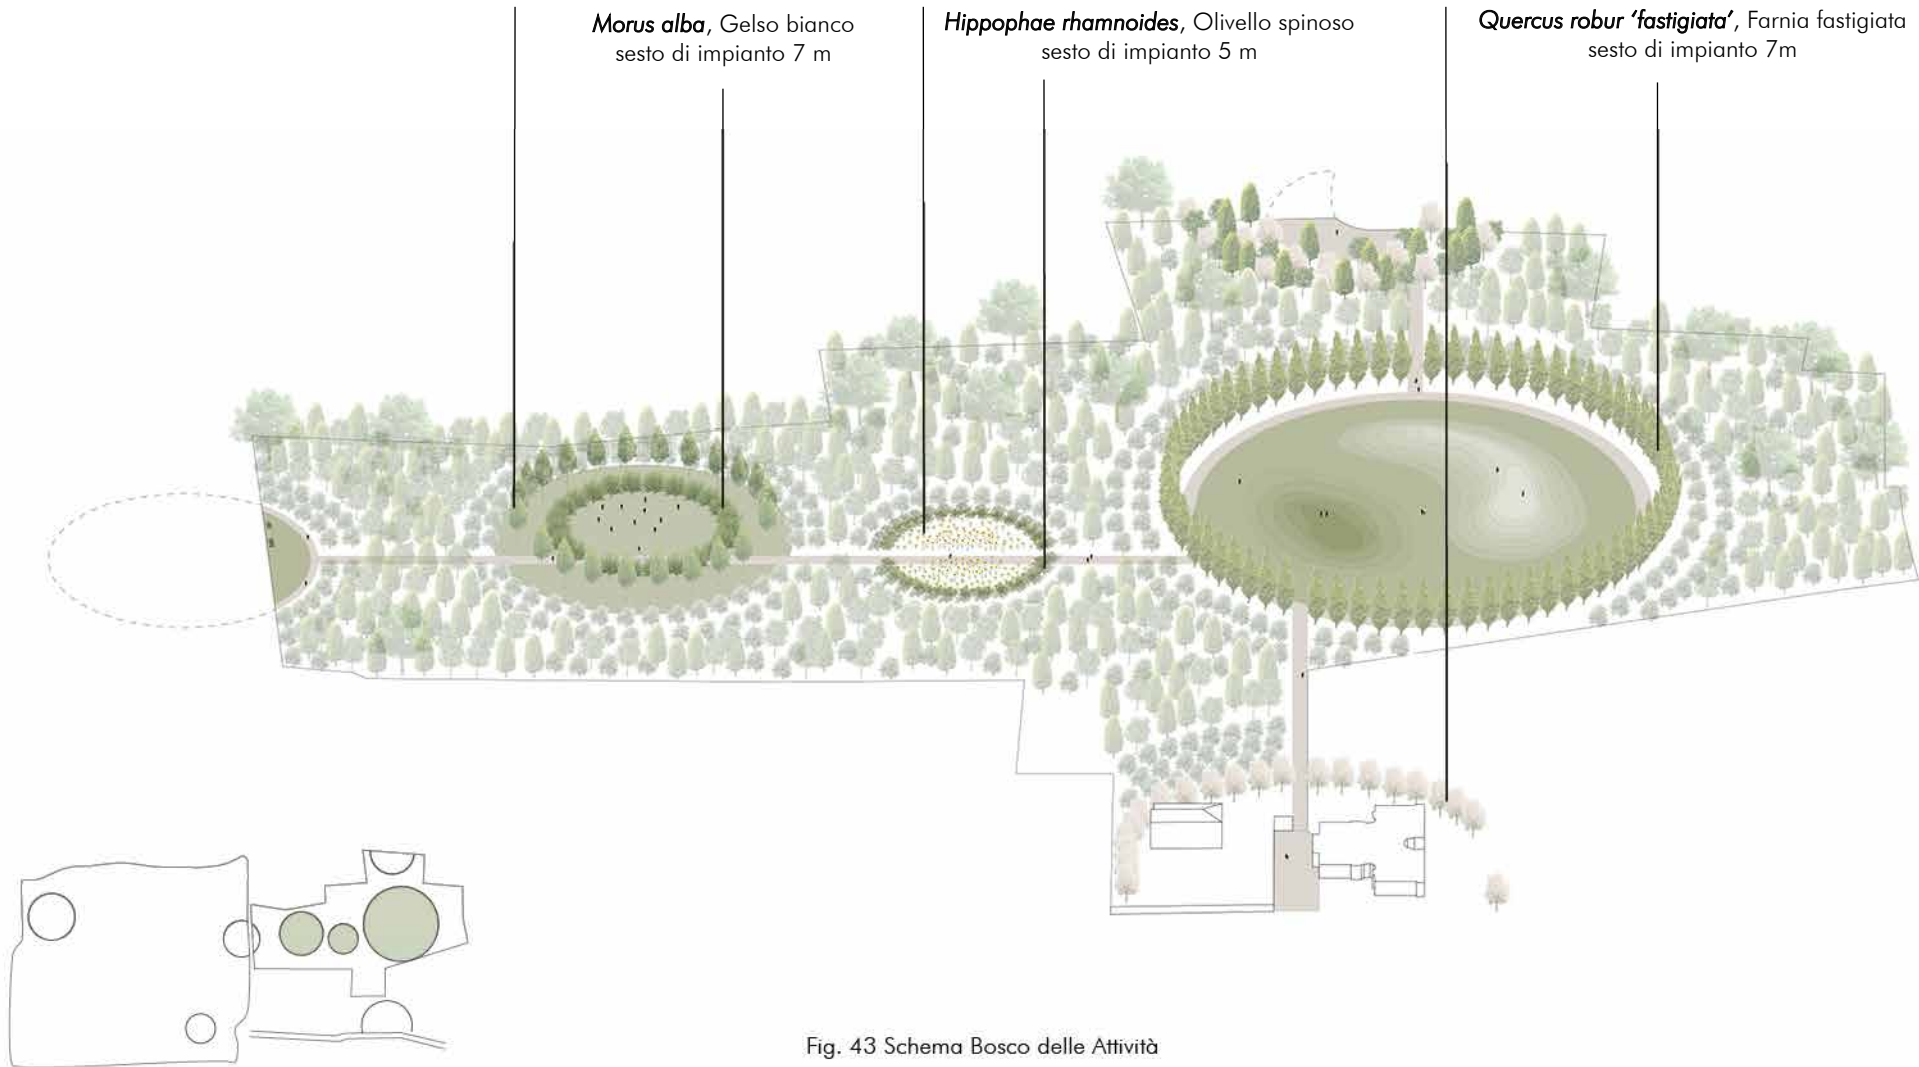 Morus alba, Gelso bianco
sesto di impianto 7 m
Hippophae rhamnoides, Olivello spinoso
sesto di impianto 5 m
Quercus robur ‘fastigiata’, Farnia fastigiata
sesto di impianto 7m
Fig. 43 Schema Bosco delle Attività